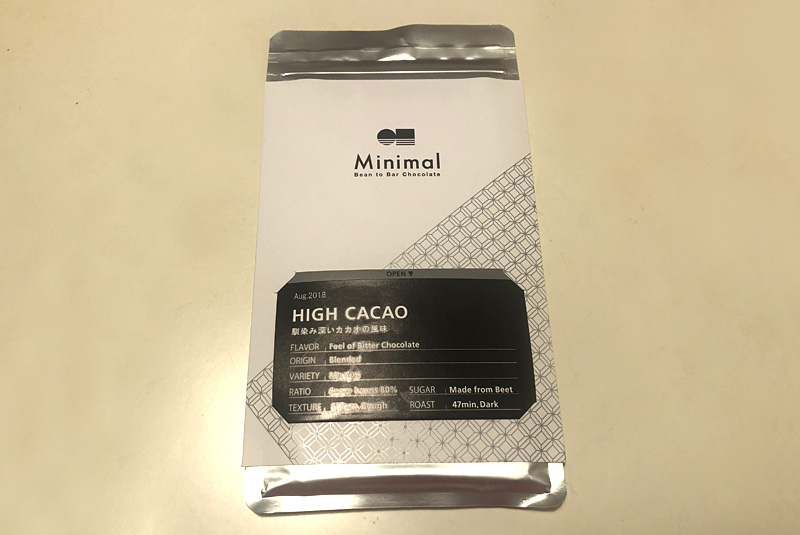 Minimal
Bean to Bar Chocolate
OPEN ▼
Aug.2018
HIGH CACAO
馴染み深いカカオの風味
FLAVOR Feel of Bitter Chocolate
ORIGIN Blended
VARIETY
RATIO Beans 80% SUGAR Made from Beet
TEXTURE ROAST 47min, Dark